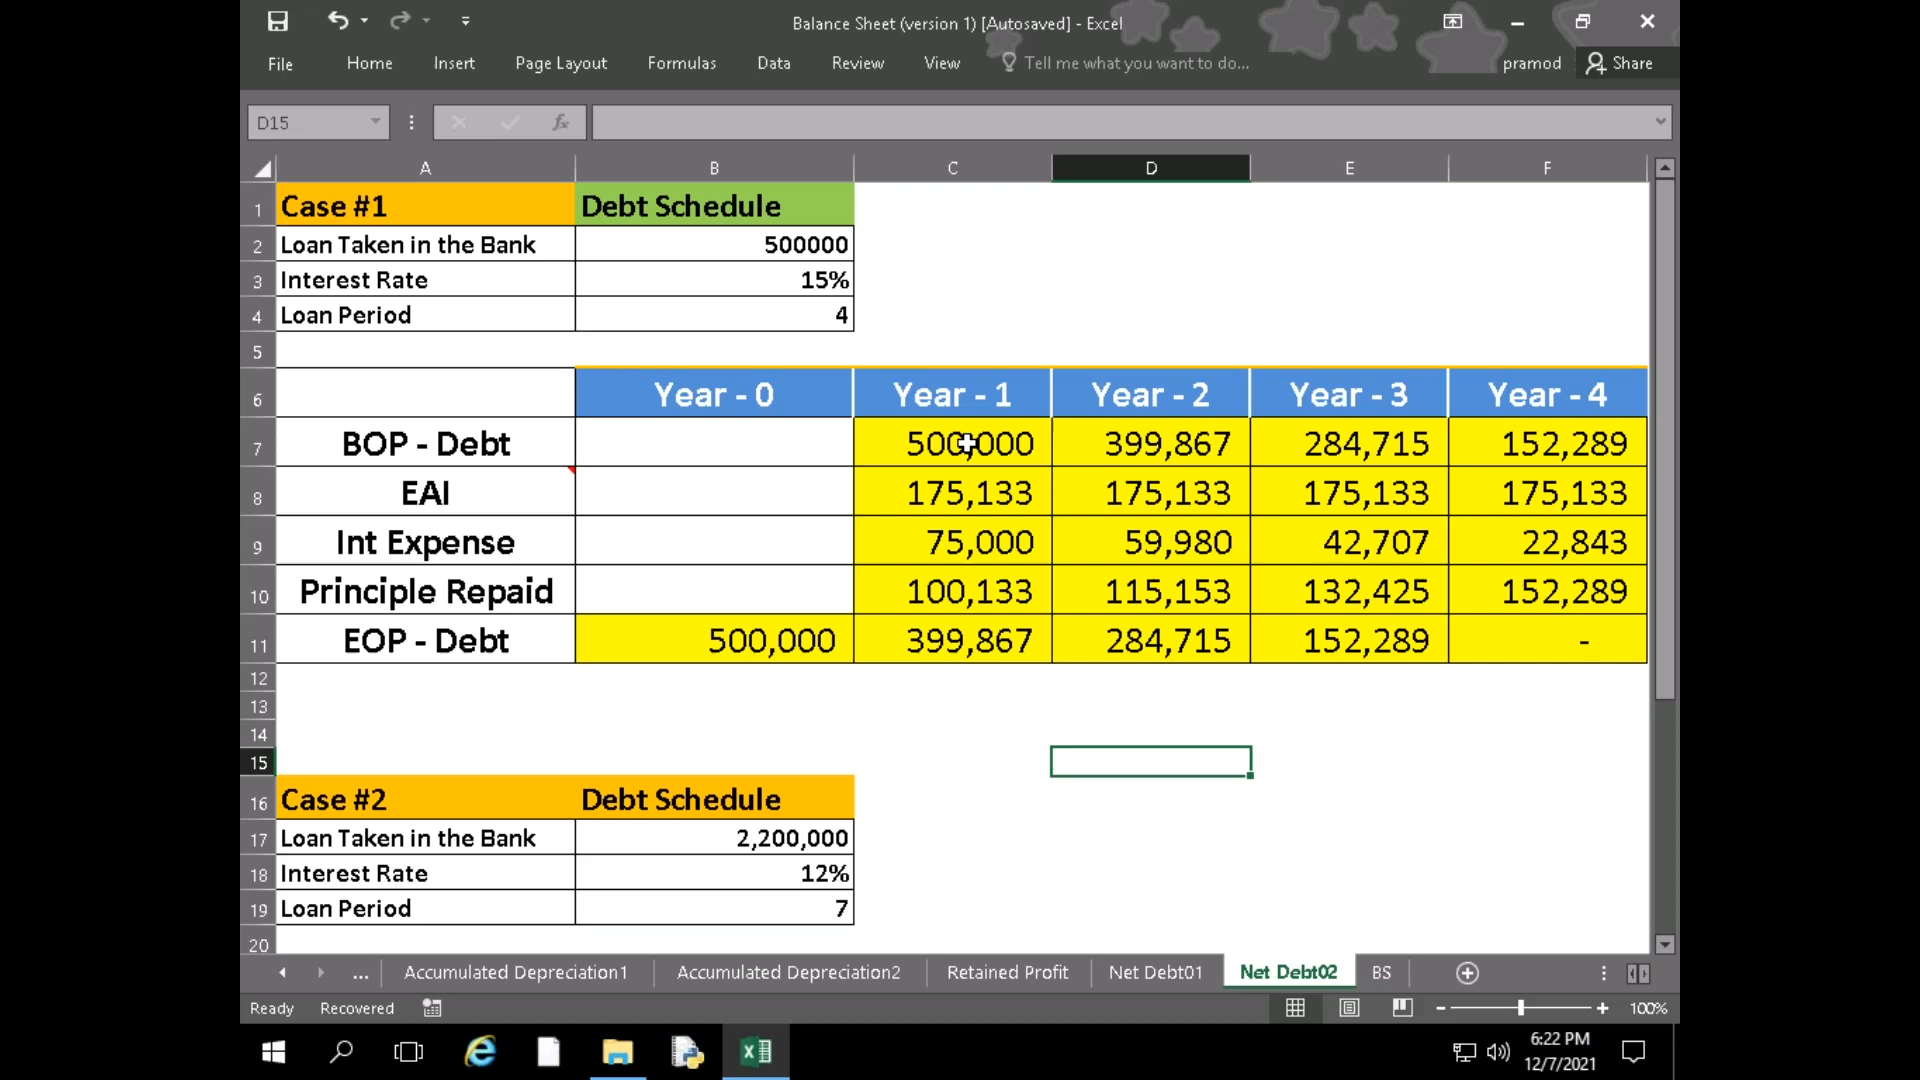 Balance Sheet (version 1) [Autosaved] - Excel
File Home Insert Page Layout Formulas Data Review View Tell me what you want to do... pramod Share
D15 fx
A B C D E F
1 Case #1 Debt Schedule
2 Loan Taken in the Bank 500000
3 Interest Rate 15%
4 Loan Period 4
5
6 Year - 0 Year - 1 Year - 2 Year - 3 Year - 4
7 BOP - Debt 500,000 399,867 284,715 152,289
8 EAI 175,133 175,133 175,133 175,133
9 Int Expense 75,000 59,980 42,707 22,843
10 Principle Repaid 100,133 115,153 132,425 152,289
11 EOP - Debt 500,000 399,867 284,715 152,289 -
12
13
14
15
16 Case #2 Debt Schedule
17 Loan Taken in the Bank 2,200,000
18 Interest Rate 12%
19 Loan Period 7
20
... Accumulated Depreciation1 Accumulated Depreciation2 Retained Profit Net Debt01 Net Debt02 BS
Ready Recovered 100%
6:22 PM
12/7/2021